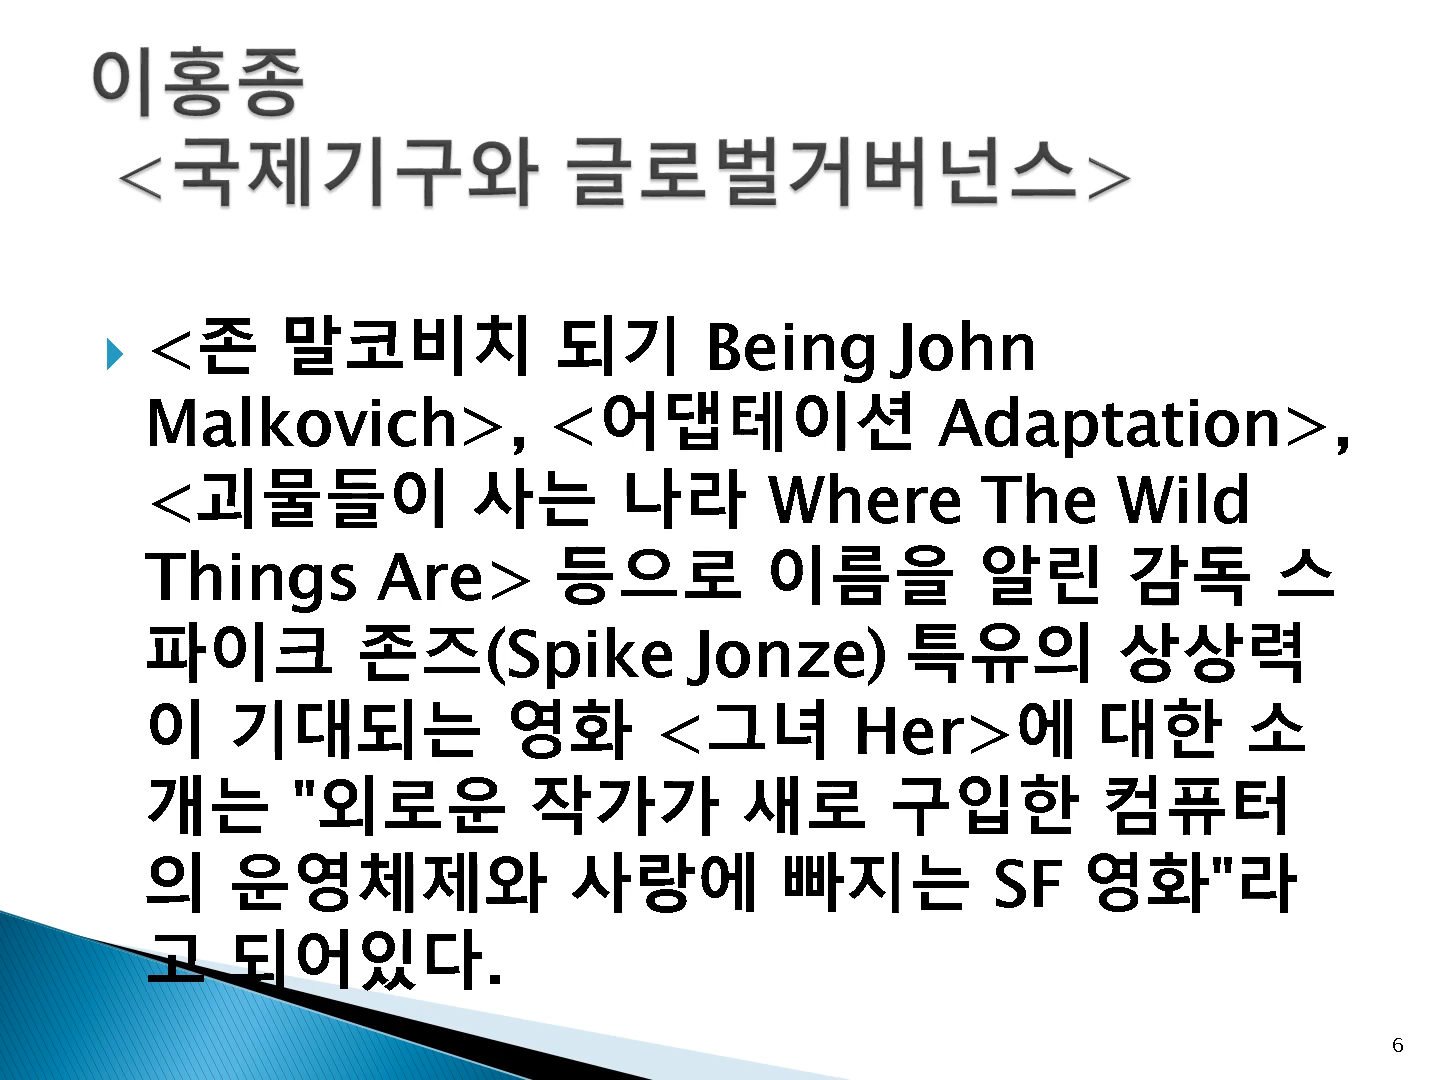 이홍종
<국제기구와 글로벌거버넌스>
<존 말코비치 되기 Being John
Malkovich>, <어댑테이션 Adaptation>,
<괴물들이 사는 나라 Where The Wild
Things Are> 등으로 이름을 알린 감독 스
파이크 존즈(Spike Jonze) 특유의 상상력
이 기대되는 영화 <그녀 Her>에 대한 소
개는 "외로운 작가가 새로 구입한 컴퓨터
의 운영체제와 사랑에 빠지는 SF 영화"라
고 되어있다.
6